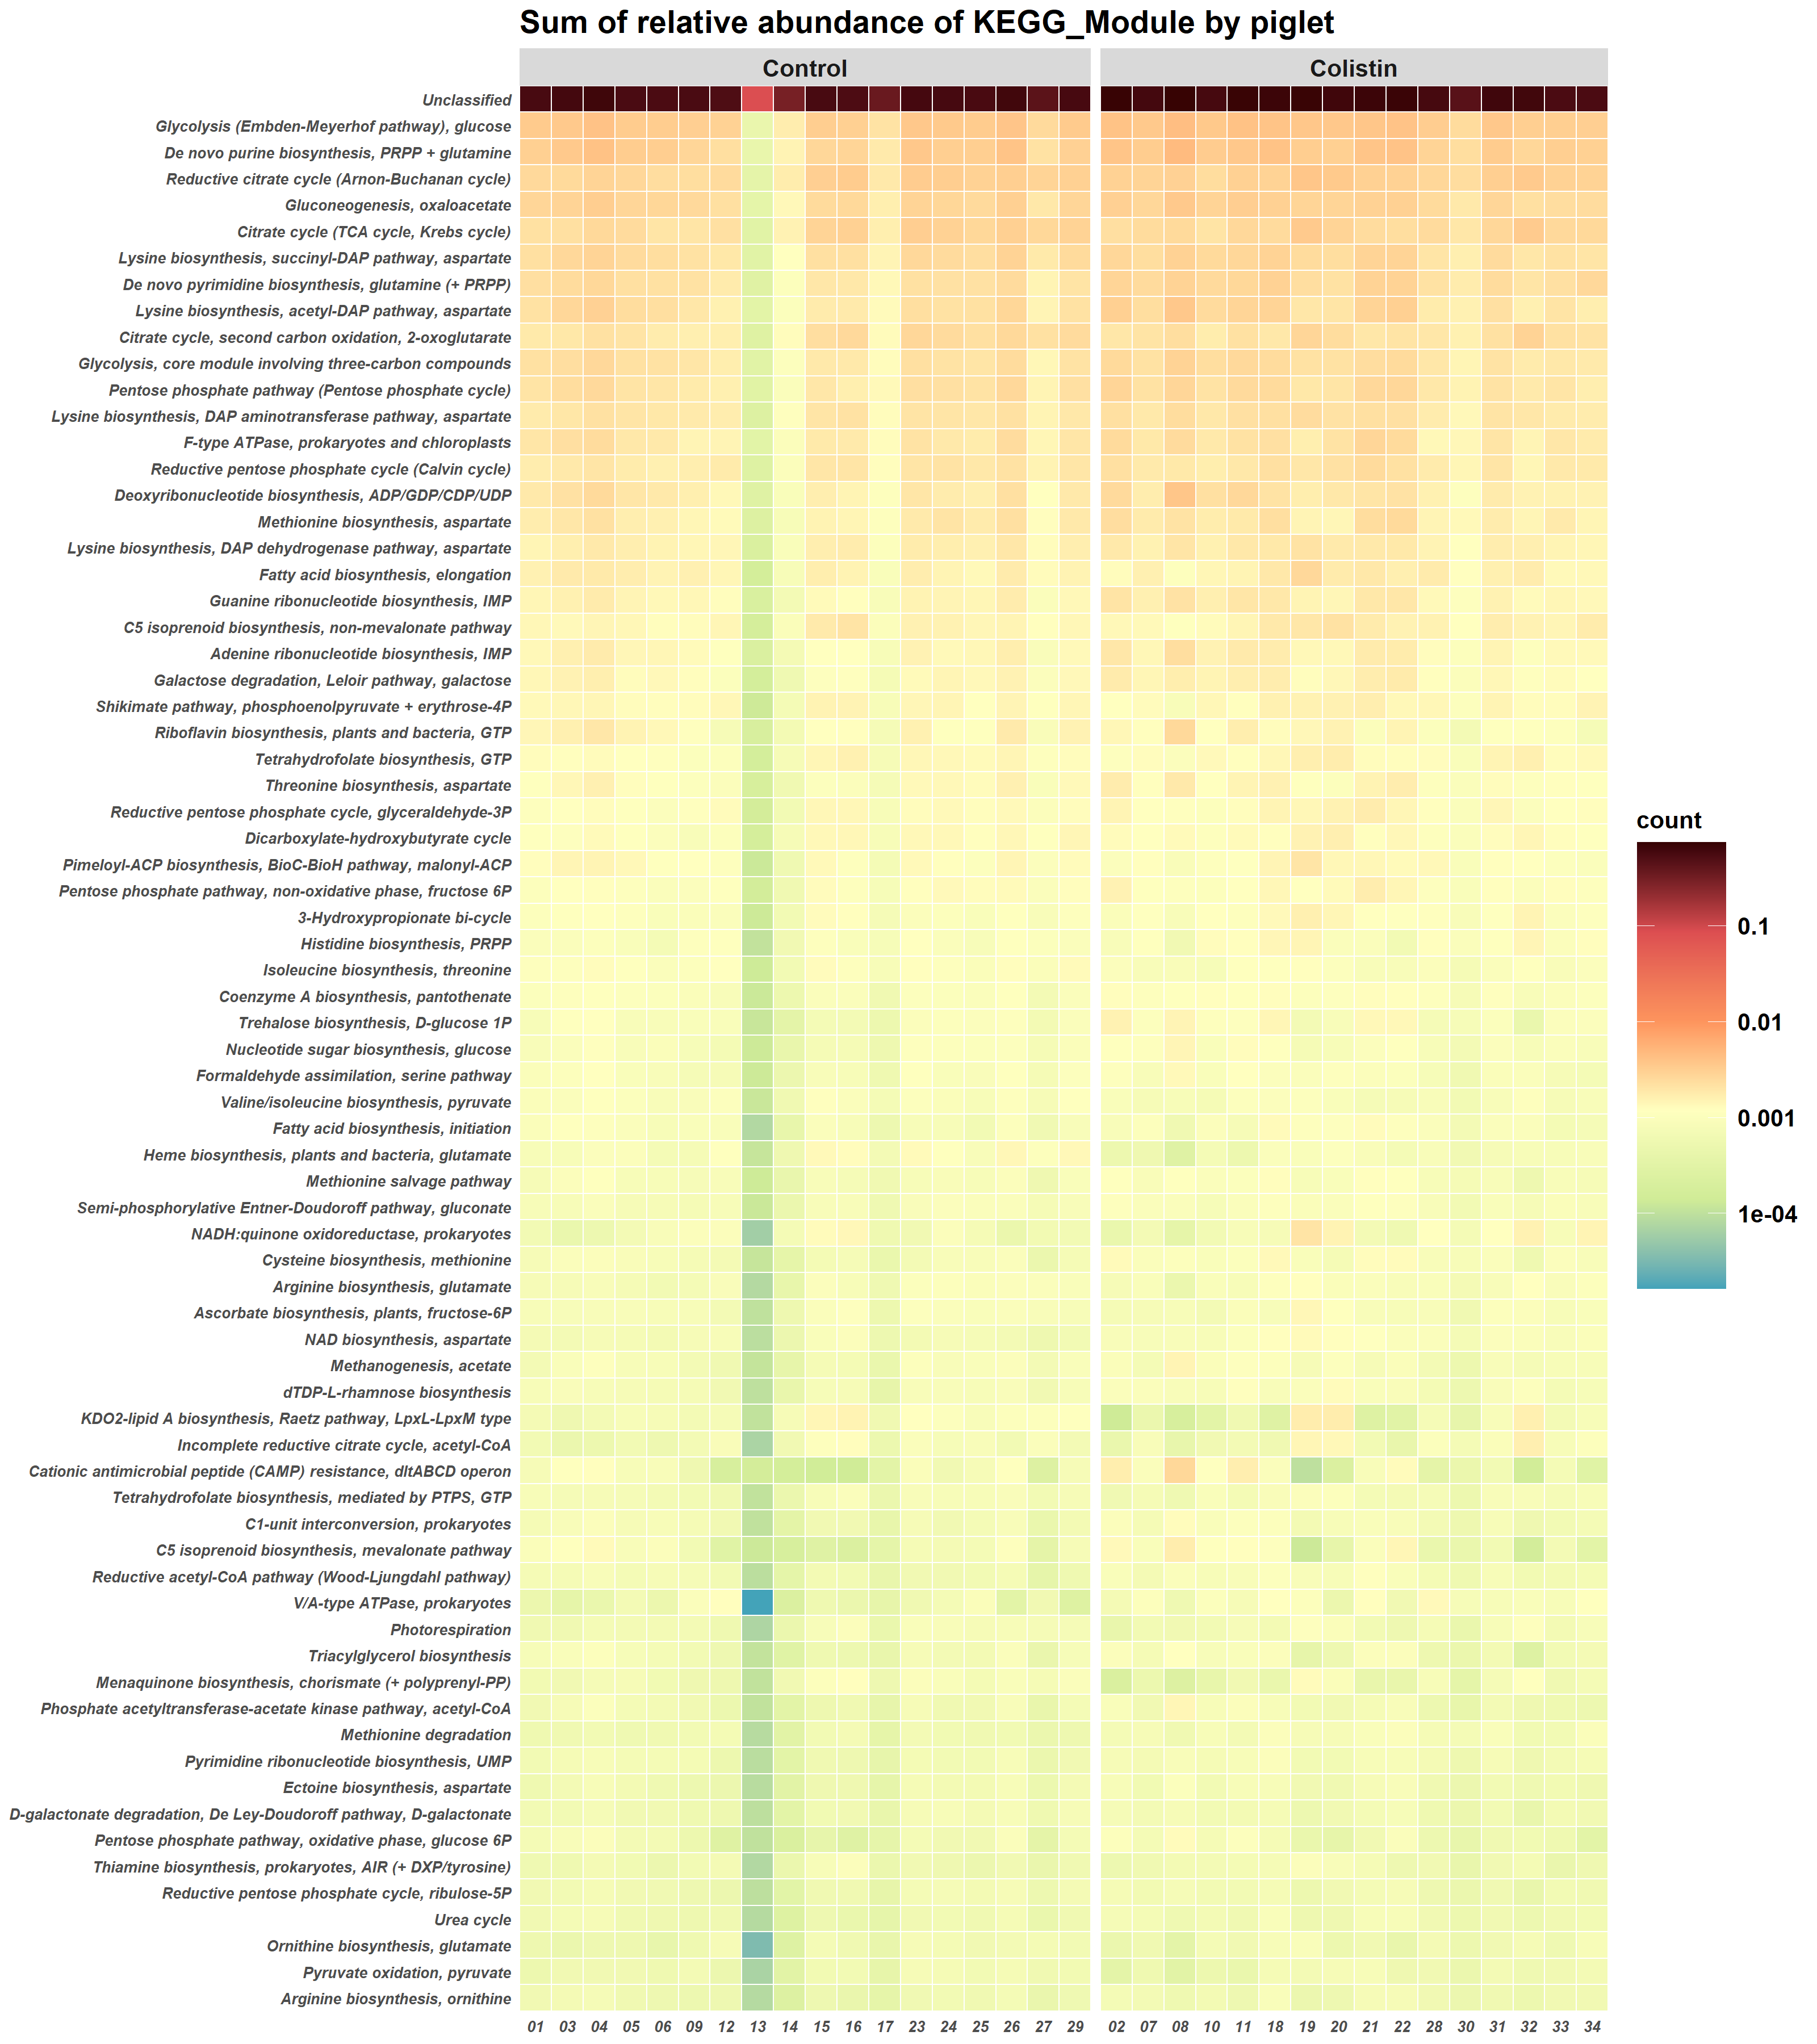 Sum of relative abundance of KEGG_Module by piglet
Control
Colistin
Unclassified
Glycolysis (Embden-Meyerhof pathway), glucose
De novo purine biosynthesis, PRPP + glutamine
Reductive citrate cycle (Arnon-Buchanan cycle)
Gluconeogenesis, oxaloacetate
Citrate cycle (TCA cycle, Krebs cycle)
Lysine biosynthesis, succinyl-DAP pathway, aspartate
De novo pyrimidine biosynthesis, glutamine (+ PRPP)
Lysine biosynthesis, acetyl-DAP pathway, aspartate
Citrate cycle, second carbon oxidation, 2-oxoglutarate
Glycolysis, core module involving three-carbon compounds
Pentose phosphate pathway (Pentose phosphate cycle)
Lysine biosynthesis, DAP aminotransferase pathway, aspartate
F-type ATPase, prokaryotes and chloroplasts
Reductive pentose phosphate cycle (Calvin cycle)
Deoxyribonucleotide biosynthesis, ADP/GDP/CDP/UDP
Methionine biosynthesis, aspartate
Lysine biosynthesis, DAP dehydrogenase pathway, aspartate
Fatty acid biosynthesis, elongation
Guanine ribonucleotide biosynthesis, IMP
C5 isoprenoid biosynthesis, non-mevalonate pathway
Adenine ribonucleotide biosynthesis, IMP
Galactose degradation, Leloir pathway, galactose
Shikimate pathway, phosphoenolpyruvate + erythrose-4P
Riboflavin biosynthesis, plants and bacteria, GTP
Tetrahydrofolate biosynthesis, GTP
Threonine biosynthesis, aspartate
Reductive pentose phosphate cycle, glyceraldehyde-3P
Dicarboxylate-hydroxybutyrate cycle
Pimeloyl-ACP biosynthesis, BioC-BioH pathway, malonyl-ACP
Pentose phosphate pathway, non-oxidative phase, fructose 6P
3-Hydroxypropionate bi-cycle
Histidine biosynthesis, PRPP
Isoleucine biosynthesis, threonine
Coenzyme A biosynthesis, pantothenate
Trehalose biosynthesis, D-glucose 1P
Nucleotide sugar biosynthesis, glucose
Formaldehyde assimilation, serine pathway
Valine/isoleucine biosynthesis, pyruvate
Fatty acid biosynthesis, initiation
Heme biosynthesis, plants and bacteria, glutamate
Methionine salvage pathway
Semi-phosphorylative Entner-Doudoroff pathway, gluconate
NADH:quinone oxidoreductase, prokaryotes
Cysteine biosynthesis, methionine
Arginine biosynthesis, glutamate
Ascorbate biosynthesis, plants, fructose-6P
NAD biosynthesis, aspartate
Methanogenesis, acetate
dTDP-L-rhamnose biosynthesis
KDO2-lipid A biosynthesis, Raetz pathway, LpxL-LpxM type
Incomplete reductive citrate cycle, acetyl-CoA
Cationic antimicrobial peptide (CAMP) resistance, dltABCD operon
Tetrahydrofolate biosynthesis, mediated by PTPS, GTP
C1-unit interconversion, prokaryotes
C5 isoprenoid biosynthesis, mevalonate pathway
Reductive acetyl-CoA pathway (Wood-Ljungdahl pathway)
V/A-type ATPase, prokaryotes
Photorespiration
Triacylglycerol biosynthesis
Menaquinone biosynthesis, chorismate (+ polyprenyl-PP)
Phosphate acetyltransferase-acetate kinase pathway, acetyl-CoA
Methionine degradation
Pyrimidine ribonucleotide biosynthesis, UMP
Ectoine biosynthesis, aspartate
D-galactonate degradation, De Ley-Doudoroff pathway, D-galactonate
Pentose phosphate pathway, oxidative phase, glucose 6P
Thiamine biosynthesis, prokaryotes, AIR (+ DXP/tyrosine)
Reductive pentose phosphate cycle, ribulose-5P
Urea cycle
Ornithine biosynthesis, glutamate
Pyruvate oxidation, pyruvate
Arginine biosynthesis, ornithine
01 03 04 05 06 09 12 13 14 15 16 17 23 24 25 26 27 29
02 07 08 10 11 18 19 20 21 22 28 30 31 32 33 34
count
0.1
0.01
0.001
1e-04